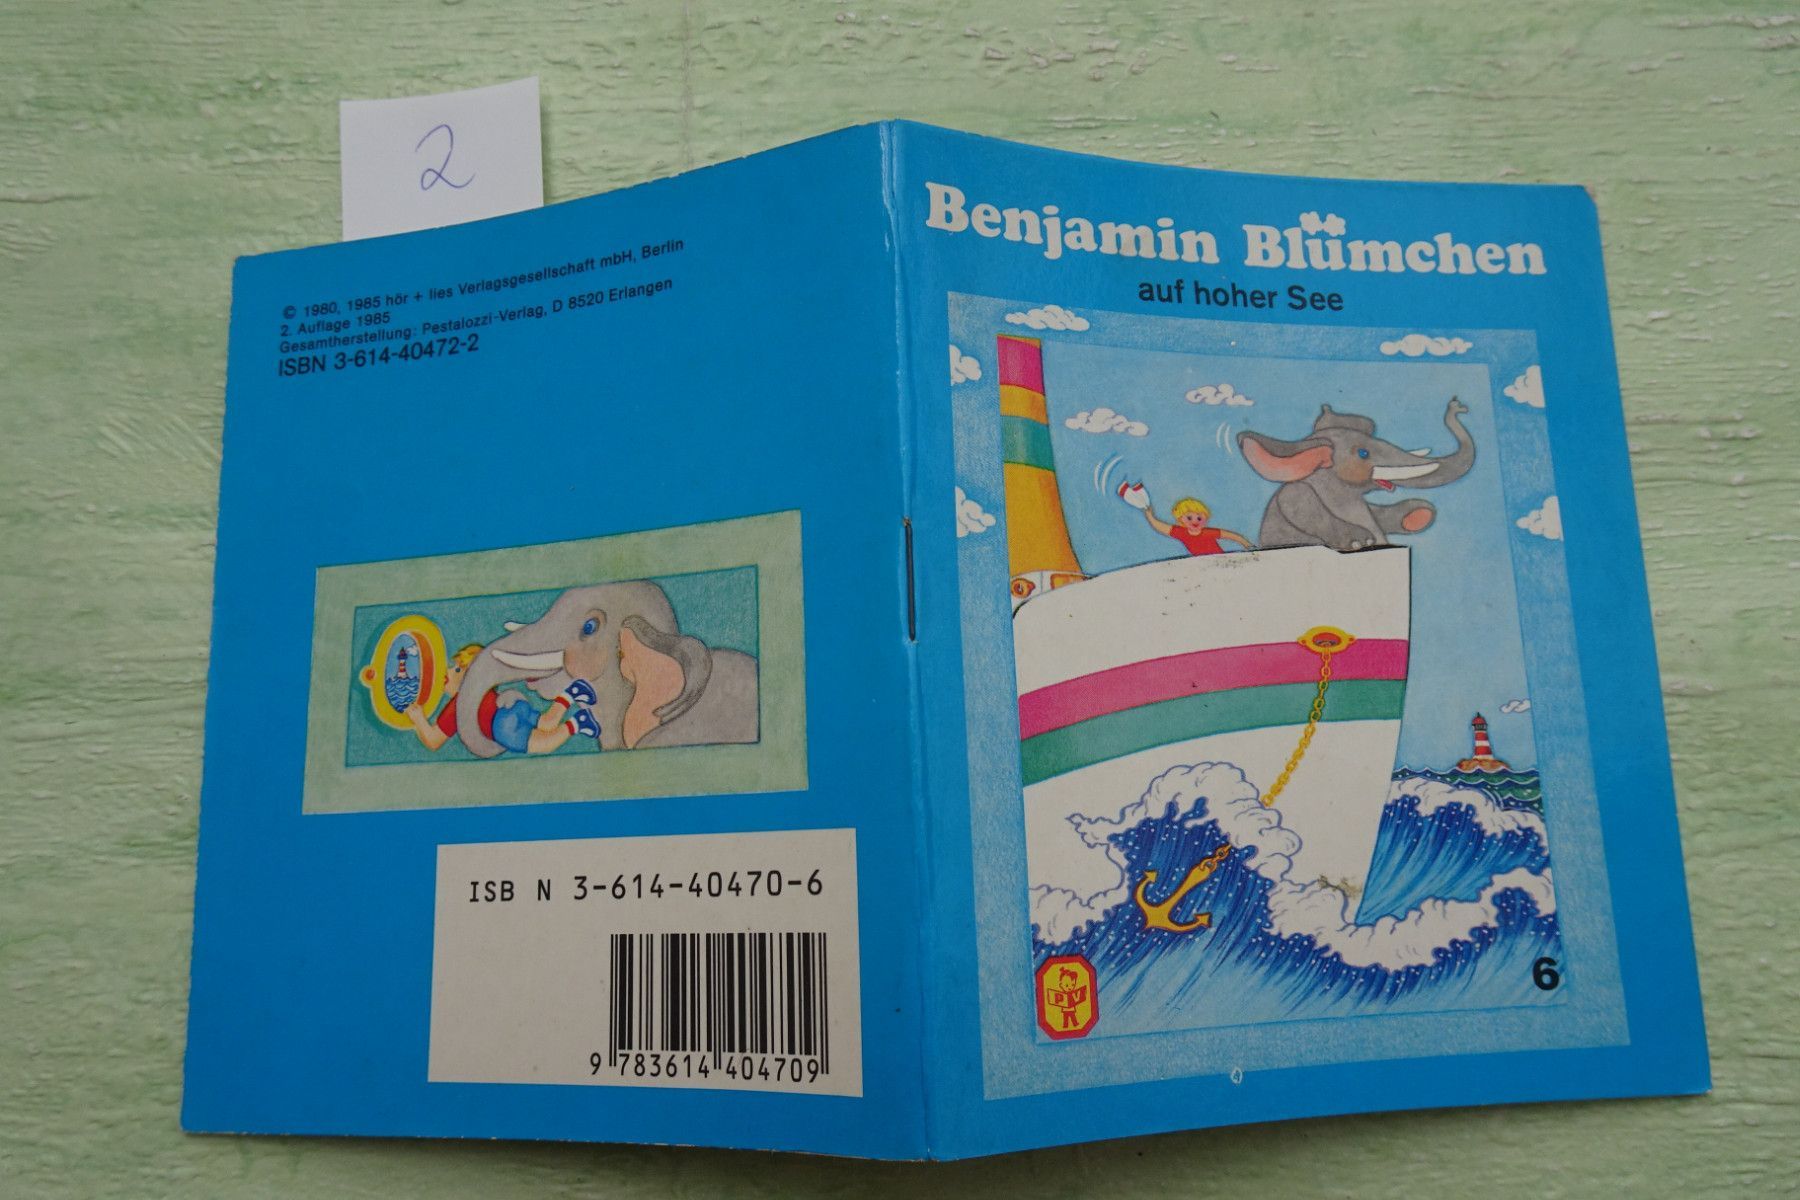 2
© 1980, 1985 hör + lies Verlagsgesellschaft mbH, Berlin
2. Auflage 1985
Gesamtherstellung: Pestalozzi-Verlag, D 8520 Erlangen
ISBN 3-614-40472-2
ISB N 3-614-40470-6
9 783614 404709
Benjamin Blümchen
auf hoher See
6
PV